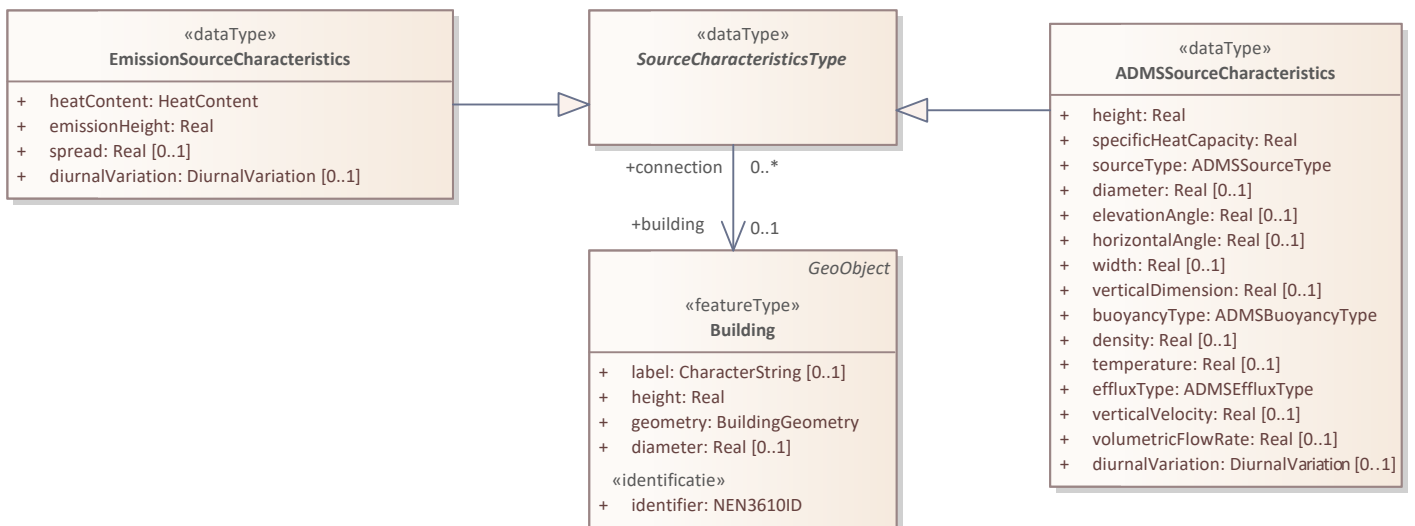 «dataType»
EmissionSourceCharacteristics
+ heatContent: HeatContent
+ emissionHeight: Real
+ spread: Real [0..1]
+ diurnalVariation: DiurnalVariation [0..1]
«dataType»
SourceCharacteristicsType
+connection 0..*
+building 0..1
GeoObject
«featureType»
Building
+ label: CharacterString [0..1]
+ height: Real
+ geometry: BuildingGeometry
+ diameter: Real [0..1]
«identificatie»
+ identifier: NEN3610ID
«dataType»
ADMSSourceCharacteristics
+ height: Real
+ specificHeatCapacity: Real
+ sourceType: ADMSSourceType
+ diameter: Real [0..1]
+ elevationAngle: Real [0..1]
+ horizontalAngle: Real [0..1]
+ width: Real [0..1]
+ verticalDimension: Real [0..1]
+ buoyancyType: ADMSBuoyancyType
+ density: Real [0..1]
+ temperature: Real [0..1]
+ effluxType: ADMSEffluxType
+ verticalVelocity: Real [0..1]
+ volumetricFlowRate: Real [0..1]
+ diurnalVariation: DiurnalVariation [0..1]